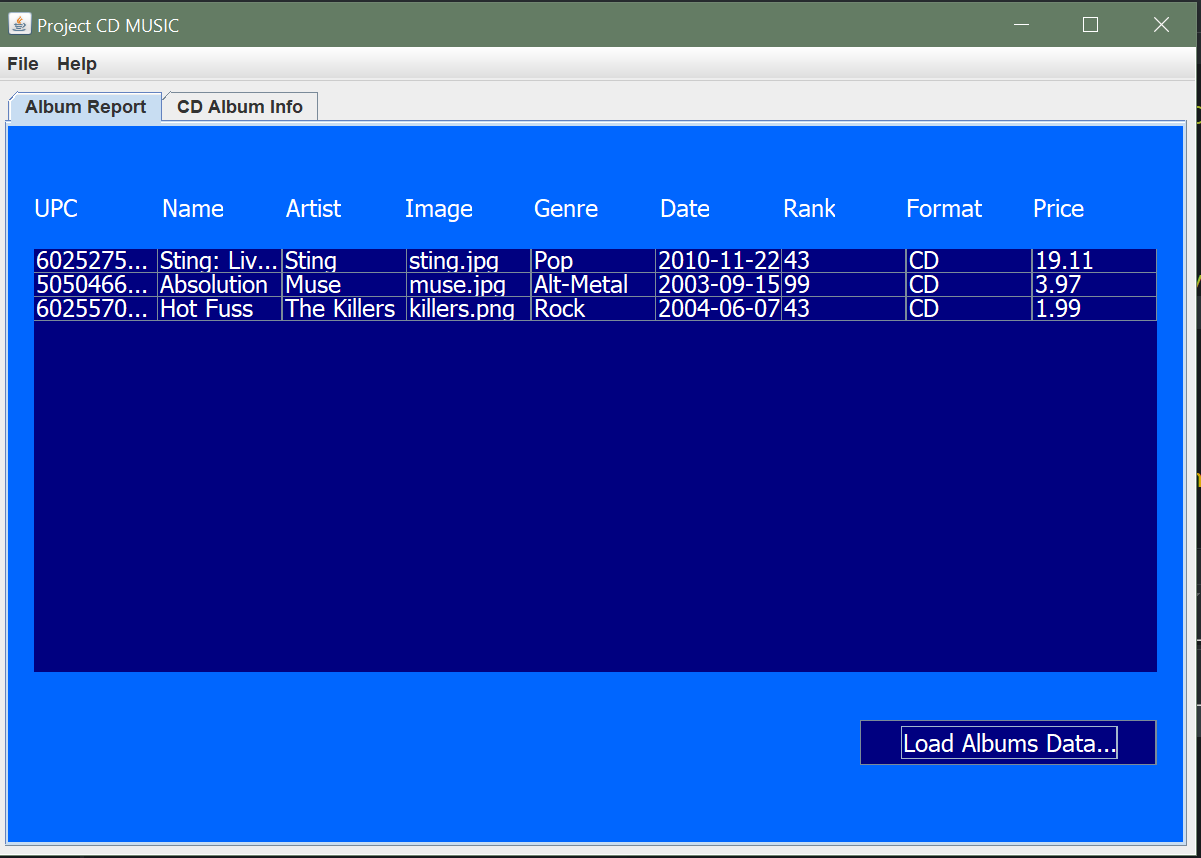 Project CD MUSIC
File Help
Album Report CD Album Info
UPC Name Artist Image Genre Date Rank Format Price
6025275... Sting: Liv... Sting sting.jpg Pop 2010-11-22 43 CD 19.11
5050466... Absolution Muse muse.jpg Alt-Metal 2003-09-15 99 CD 3.97
6025570... Hot Fuss The Killers killers.png Rock 2004-06-07 43 CD 1.99
Load Albums Data...